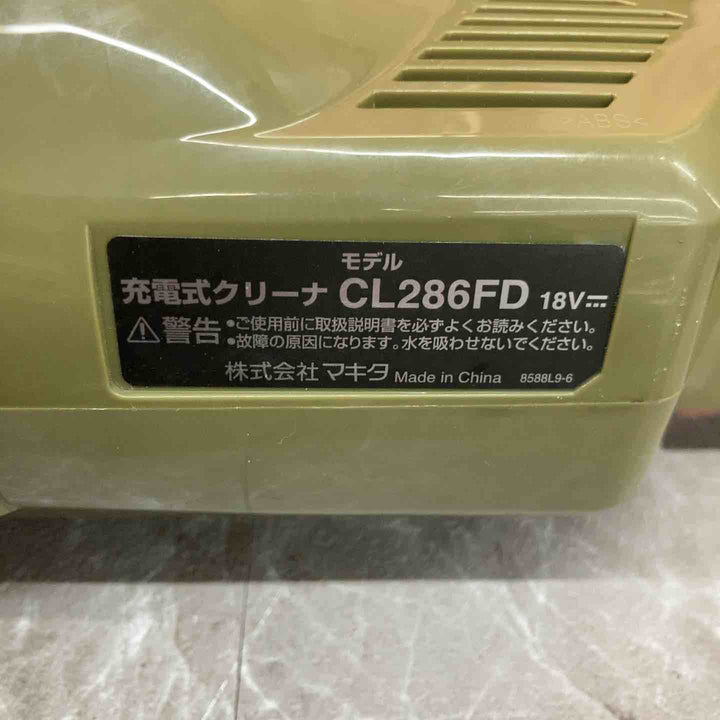 >ABS<
モデル
充電式クリーナ CL286FD 18V⎓
⚠警告 •ご使用前に取扱説明書を必ずよくお読みください。
•故障の原因になります。水を吸わせないでください。
株式会社マキタ Made in China 8588L9-6